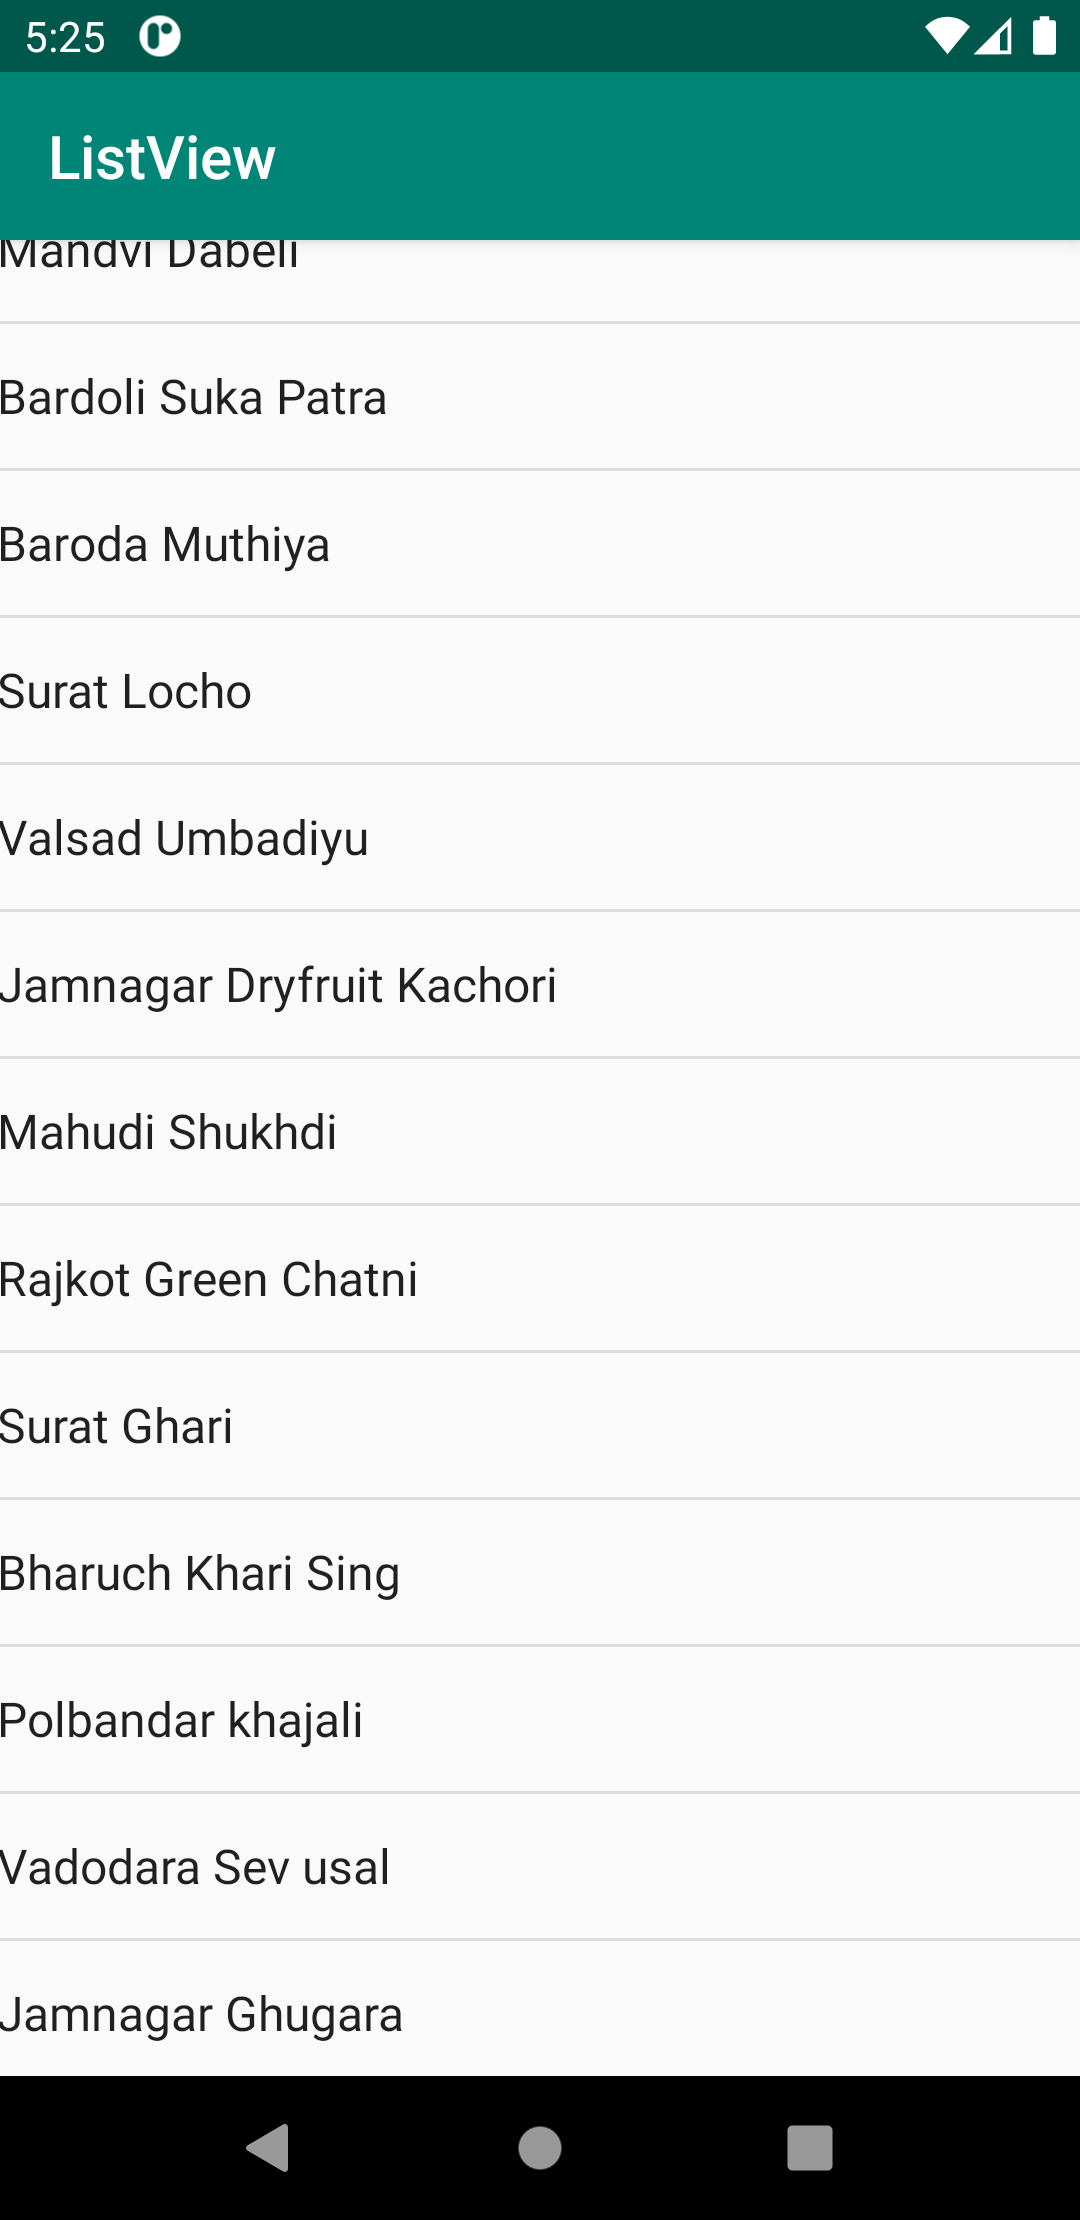 5:25
ListView
Mandvi Dabeli
Bardoli Suka Patra
Baroda Muthiya
Surat Locho
Valsad Umbadiyu
Jamnagar Dryfruit Kachori
Mahudi Shukhdi
Rajkot Green Chatni
Surat Ghari
Bharuch Khari Sing
Polbandar khajali
Vadodara Sev usal
Jamnagar Ghugara